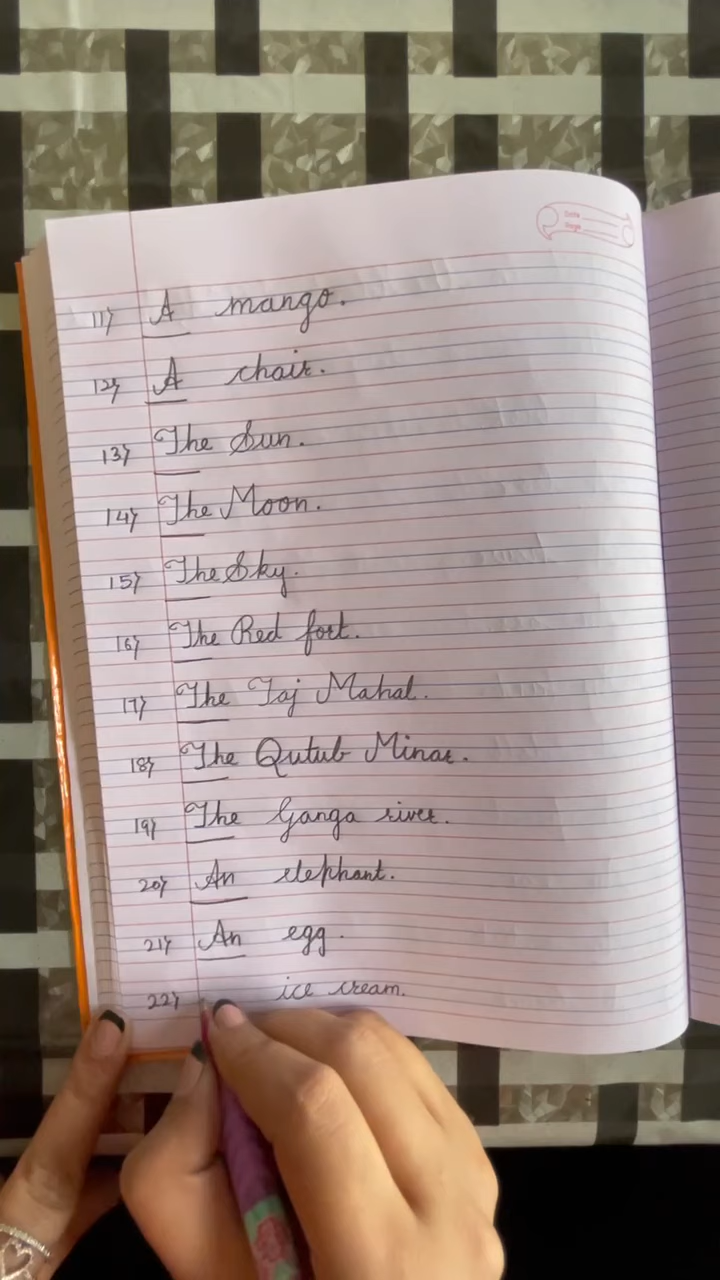 Date
Page
11) A mango.
12) A chair.
13) The Sun.
14) The Moon.
15) The Sky.
16) The Red fort.
17) The Taj Mahal.
18) The Qutub Minar.
19) The Ganga river.
20) An elephant.
21) An egg.
22) ice cream.